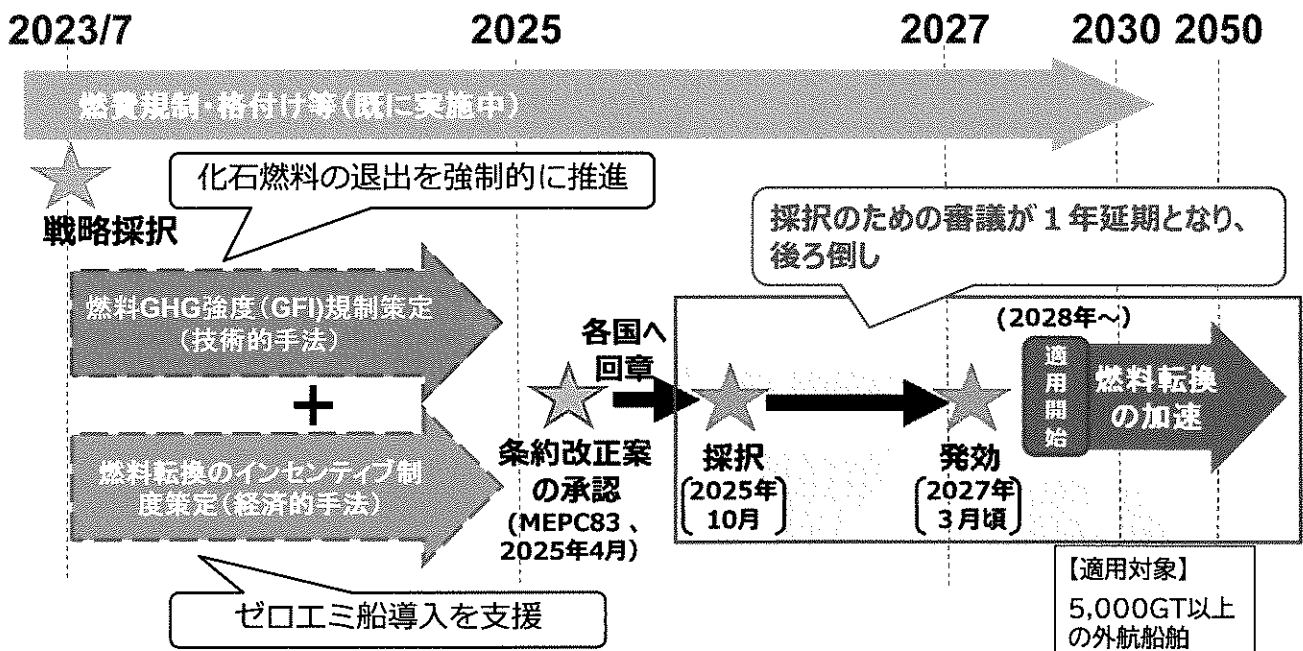 2023/7
2025
2027
2030
2050
燃費規制・格付け等(既に実施中)
化石燃料の退出を強制的に推進
戦略採択
採択のための審議が1年延期となり、
後ろ倒し
燃料GHG強度(GFI)規制策定
(技術的手法)
+
燃料転換のインセンティブ制
度策定(経済的手法)
ゼロエミ船導入を支援
条約改正案
の承認
(MEPC83 、
2025年4月)
各国へ
回章
採択
2025年
10月
発効
2027年
3月頃
(2028年~)
適
用
開
始
燃料転換
の加速
【適用対象】
5,000GT以上
の外航船舶